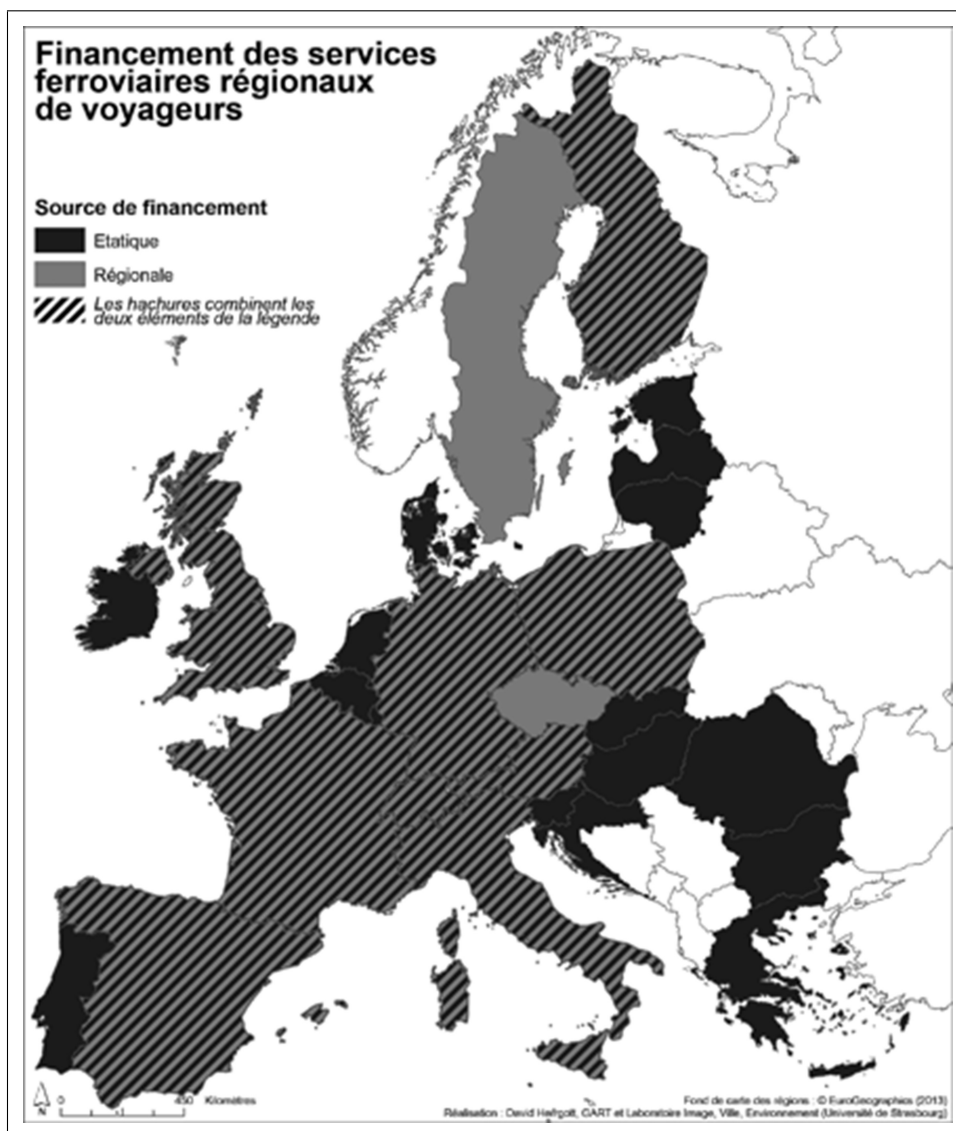 Financement des services
ferroviaires régionaux
de voyageurs
Source de financement
Etatique
Régionale
Les hachures combinent les
deux éléments de la légende
N
0 450 Kilomètres
Fond de carte des régions : © EuroGeographics (2013)
Réalisation : David Herrgott, GART et Laboratoire Image, Ville, Environnement (Université de Strasbourg)